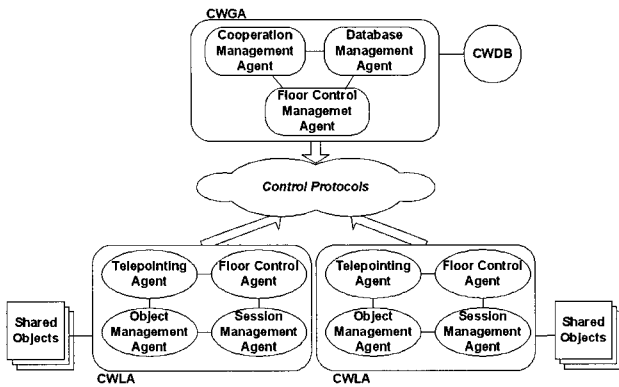 CWGA
Cooperation
Management
Agent
Database
Management
Agent
CWDB
Floor Control
Managemet
Agent
Control Protocols
Telepointing
Agent
Floor Control
Agent
Object
Management
Agent
Session
Management
Agent
Shared
Objects
CWLA
Telepointing
Agent
Floor Control
Agent
Object
Management
Agent
Session
Management
Agent
Shared
Objects
CWLA